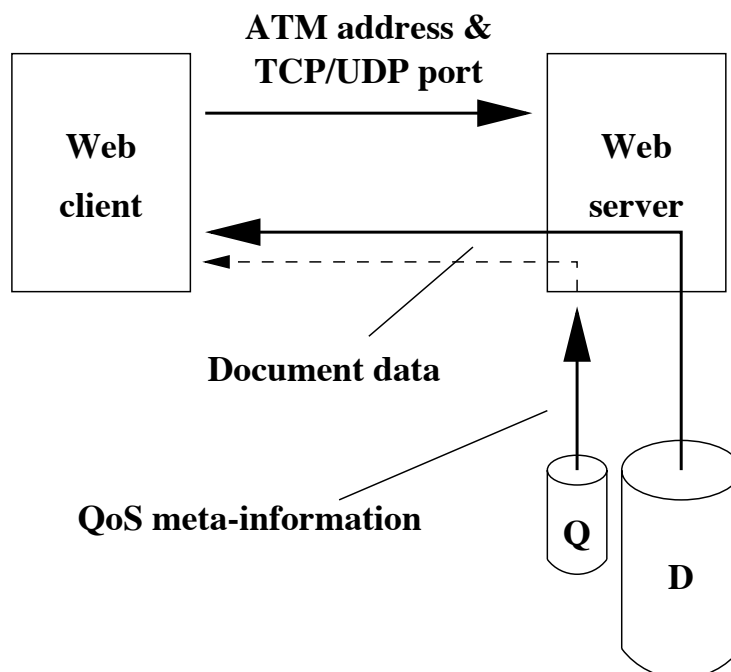 ATM address &
TCP/UDP port
Web
client
Web
server
Document data
QoS meta-information
Q
D